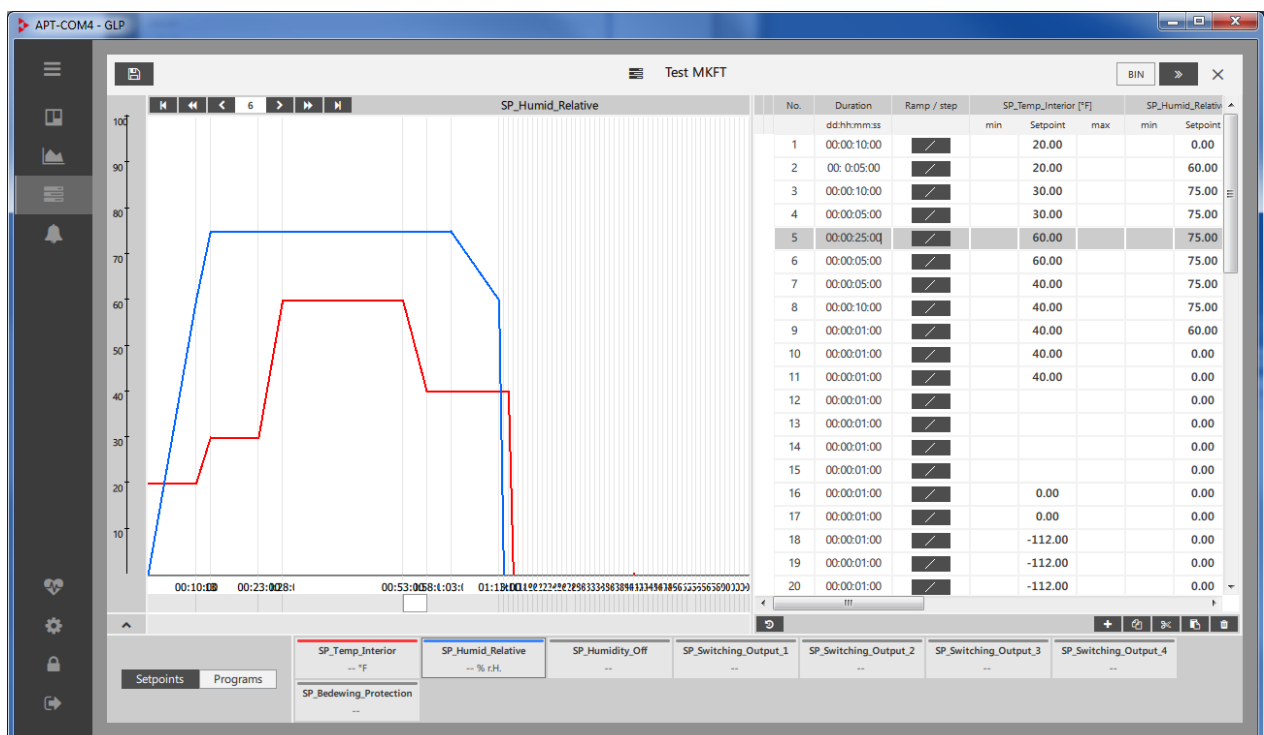 APT-COM4 - GLP
Test MKFT
BIN
6
SP_Humid_Relative
100
90
80
70
60
50
40
30
20
10
No. Duration Ramp / step SP_Temp_Interior [°F] SP_Humid_Relativ
dd:hh:mm:ss min Setpoint max min Setpoint
1 00:00:10:00 20.00 0.00
2 00: 0:05:00 20.00 60.00
3 00:00:10:00 30.00 75.00
4 00:00:05:00 30.00 75.00
5 00:00:25:00 60.00 75.00
6 00:00:05:00 60.00 75.00
7 00:00:05:00 40.00 75.00
8 00:00:10:00 40.00 75.00
9 00:00:01:00 40.00 60.00
10 00:00:01:00 40.00 0.00
11 00:00:01:00 40.00 0.00
12 00:00:01:00 0.00
13 00:00:01:00 0.00
14 00:00:01:00 0.00
15 00:00:01:00 0.00
16 00:00:01:00 0.00 0.00
17 00:00:01:00 0.00 0.00
18 00:00:01:00 -112.00 0.00
19 00:00:01:00 -112.00 0.00
20 00:00:01:00 -112.00 0.00
Setpoints Programs
SP_Temp_Interior SP_Humid_Relative SP_Humidity_Off SP_Switching_Output_1 SP_Switching_Output_2 SP_Switching_Output_3 SP_Switching_Output_4
-- °F -- % r.H. -- -- -- -- --
SP_Bedewing_Protection
--